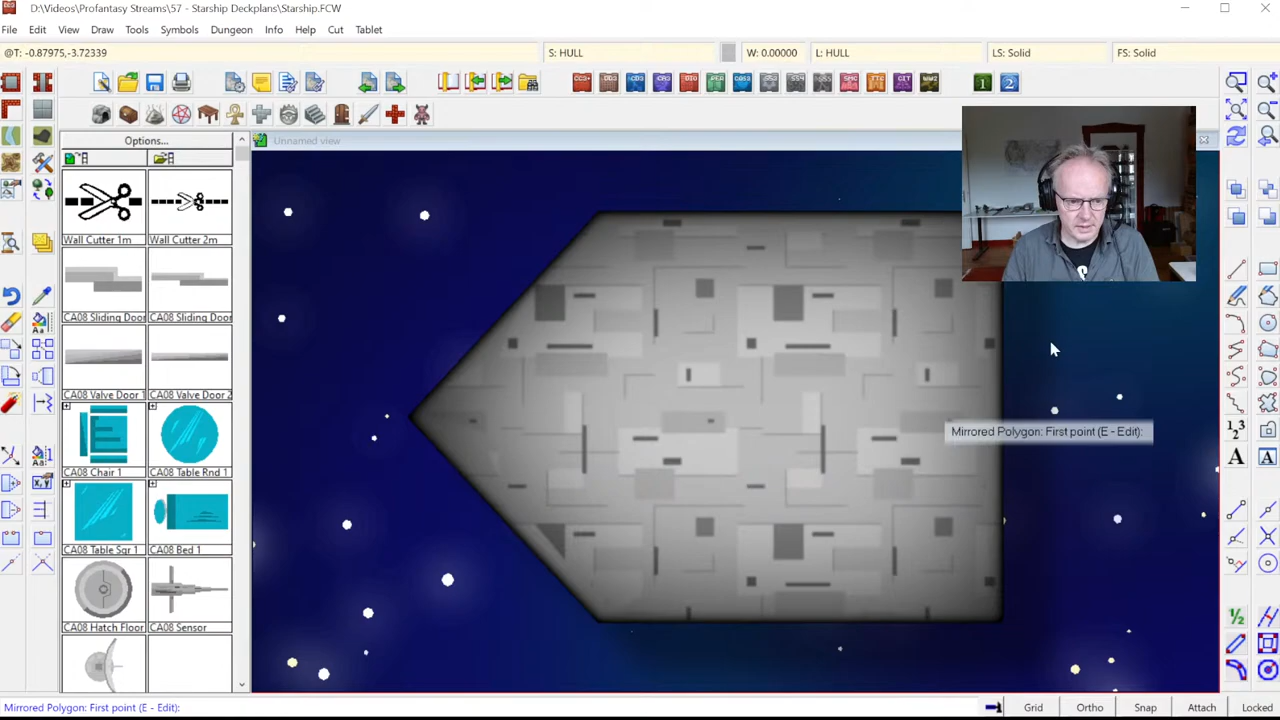 D:\Videos\Profantasy Streams\57 - Starship Deckplans\Starship.FCW
File Edit View Draw Tools Symbols Dungeon Info Help Cut Tablet
@T: -0.87975,-3.72339 S: HULL W: 0.00000 L: HULL LS: Solid FS: Solid
Options...
Unnamed view
Wall Cutter 1m Wall Cutter 2m
CA08 Sliding Door CA08 Sliding Door
CA08 Valve Door 1 CA08 Valve Door 2
CA08 Chair 1 CA08 Table Rnd 1
CA08 Table Sqr 1 CA08 Bed 1
CA08 Hatch Floor CA08 Sensor
Mirrored Polygon: First point (E - Edit):
Mirrored Polygon: First point (E - Edit): Grid Ortho Snap Attach Locked